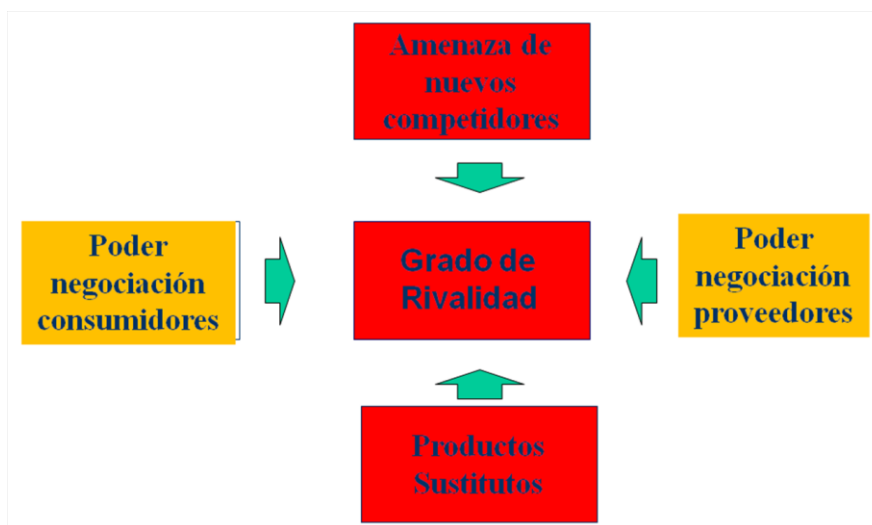 Amenaza de
nuevos
competidores
Poder
negociación
consumidores
Grado de
Rivalidad
Poder
negociación
proveedores
Productos
Sustitutos